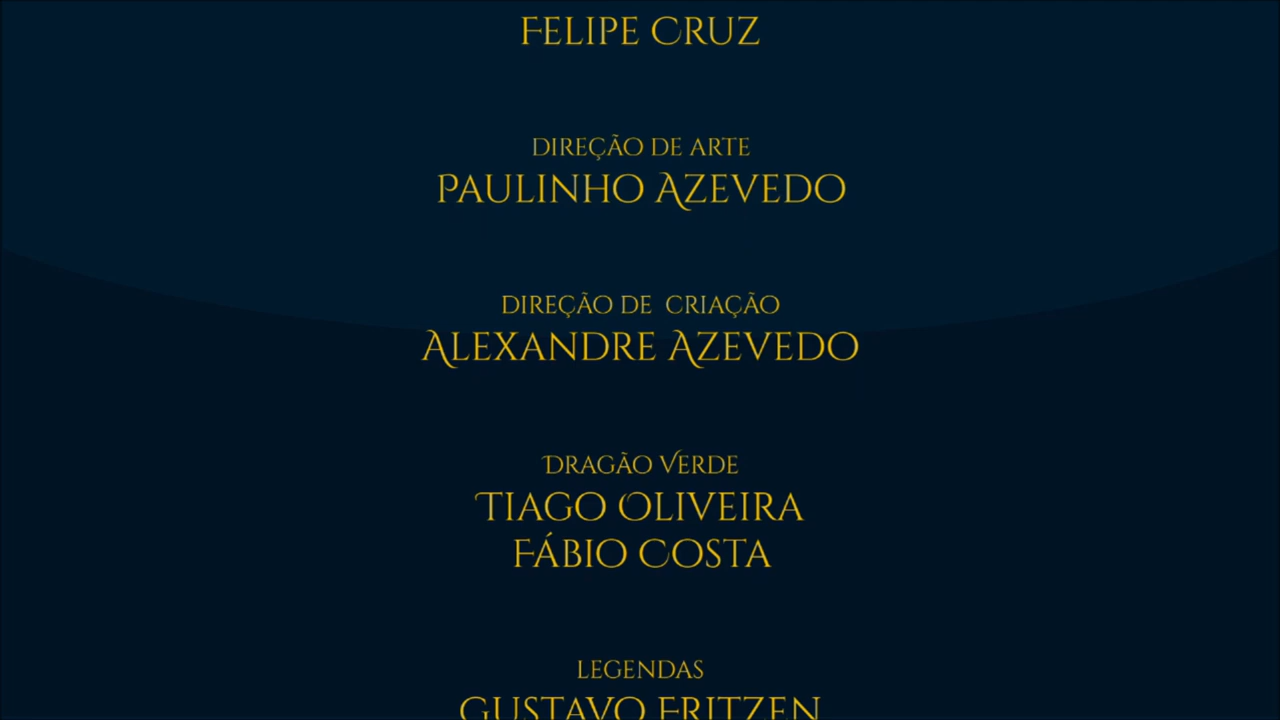 Felipe Cruz
Direção de arte
Paulinho Azevedo
Direção de criação
Alexandre Azevedo
Dragão Verde
Tiago Oliveira
Fábio Costa
Legendas
Gustavo Fritzen